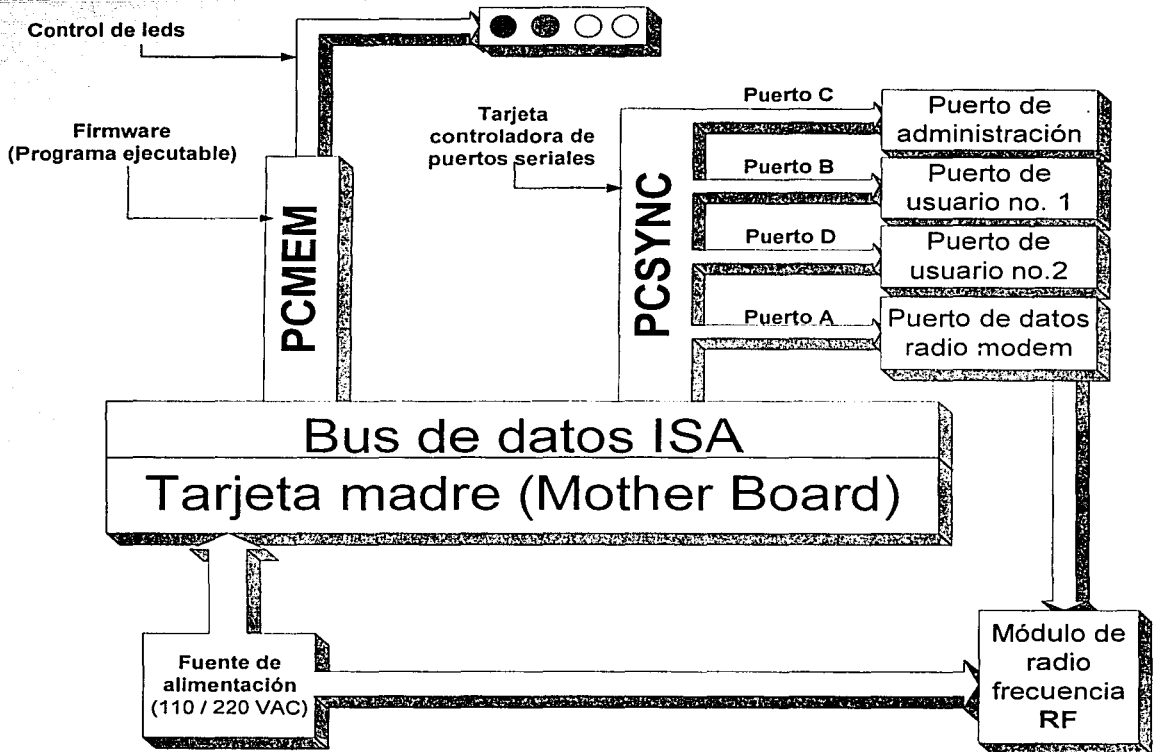 Control de leds
Firmware
(Programa ejecutable)
PCMEM
Tarjeta
controladora de
puertos seriales
PCSYNC
Puerto C
Puerto de
administración
Puerto B
Puerto de
usuario no. 1
Puerto D
Puerto de
usuario no.2
Puerto A
Puerto de datos
radio modem
Bus de datos ISA
Tarjeta madre (Mother Board)
Fuente de
alimentación
(110 / 220 VAC)
Módulo de
radio
frecuencia
RF